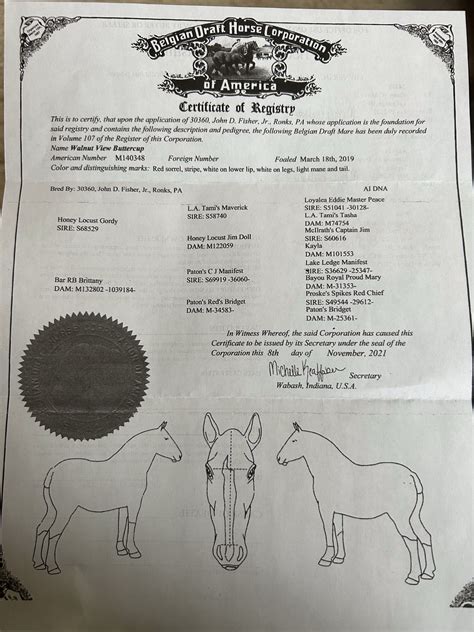 Belgian Draft Horse Corporation
of America
Certificate of Registry
This is to certify, that upon the application of 30360, John D. Fisher, Jr., Ronks, PA whose application is the foundation for
said registry and contains the following description and pedigree, the following Belgian Draft Mare has been duly recorded
in Volume 107 of the Register of this Corporation.
Name Walnut View Buttercup
American Number M140348 Foreign Number Foaled March 18th, 2019
Color and distinguishing marks: Red sorrel, stripe, white on lower lip, white on legs, light mane and tail.
Bred By: 30360, John D. Fisher, Jr., Ronks, PA AI DNA
Loyalen Eddie Master Peace
L.A. Tami's Maverick SIRE: S51041 -30128-
SIRE: S58740 L.A. Tami's Tasha
Honey Locust Gordy DAM: M74754
SIRE: S68529 McIlrath's Captain Jim
Honey Locust Jim Doll SIRE: S60616
DAM: M122059 Kayla
DAM: M101553
Lake Ledge Manifest
Paton's C J Manifest SIRE: S36629 -25347-
Bar RB Brittany SIRE: S69919 -36060- Bayou Royal Proud Mary
DAM: M132802 -1039184- DAM: M-31353-
Proske's Spikes Red Chief
Paton's Red's Bridget SIRE: S49544 -29612-
DAM: M-34583- Paton's Bridget
DAM: M-25361-
In Witness Whereof, the said Corporation has caused this
Certificate to be issued by its Secretary under the seal of the
Corporation this 8th day of November, 2021
Secretary
Wabash, Indiana, U.S.A.